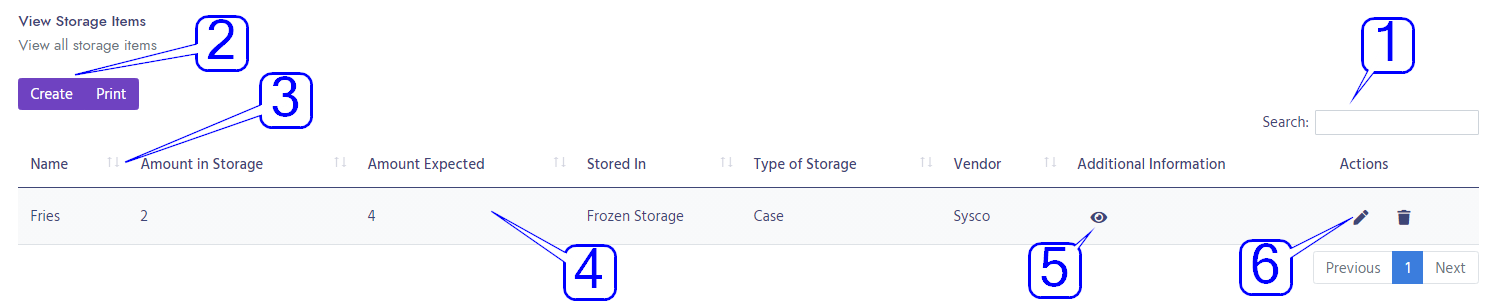 View Storage Items
View all storage items
2
1
Create Print
3
Search:
Name Amount in Storage Amount Expected Stored In Type of Storage Vendor Additional Information Actions
Fries 2 4 Frozen Storage Case Sysco
4
5
6
Previous 1 Next